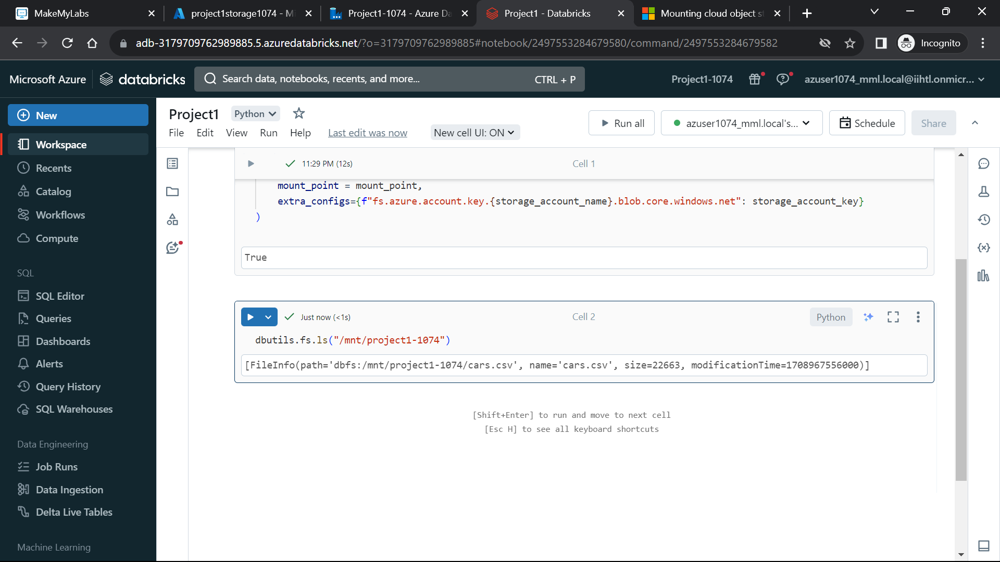 MakeMyLabs
project1storage1074 - Mi
Project1-1074 - Azure Da
Project1 - Databricks
Mounting cloud object st
adb-3179709762989885.5.azuredatabricks.net/?o=3179709762989885#notebook/2497553284679580/command/2497553284679582
Incognito
Microsoft Azure
databricks
Search data, notebooks, recents, and more...
CTRL + P
Project1-1074
azuser1074_mml.local@iihtl.onmicr...
New
Workspace
Recents
Catalog
Workflows
Compute
SQL
SQL Editor
Queries
Dashboards
Alerts
Query History
SQL Warehouses
Data Engineering
Job Runs
Data Ingestion
Delta Live Tables
Machine Learning
Project1
Python
File Edit View Run Help
Last edit was now
New cell UI: ON
Run all
azuser1074_mml.local's...
Schedule
Share
11:29 PM (12s)
Cell 1
mount_point = mount_point,
extra_configs={f"fs.azure.account.key.{storage_account_name}.blob.core.windows.net": storage_account_key}
)
True
Just now (<1s)
Cell 2
Python
dbutils.fs.ls("/mnt/project1-1074")
[FileInfo(path='dbfs:/mnt/project1-1074/cars.csv', name='cars.csv', size=22663, modificationTime=1708967556000)]
[Shift+Enter] to run and move to next cell
[Esc H] to see all keyboard shortcuts